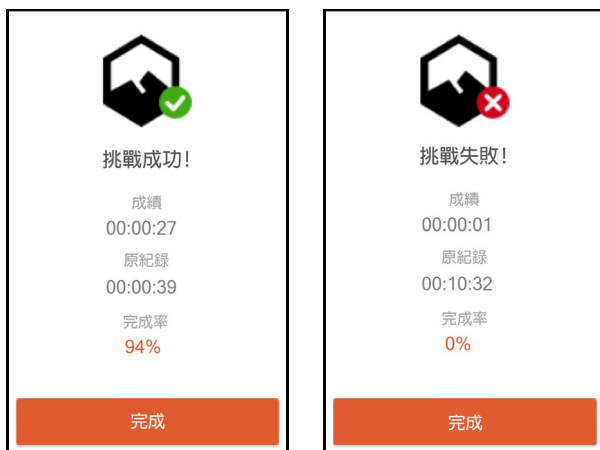 挑戰成功!
成績
00:00:27
原紀錄
00:00:39
完成率
94%
完成
挑戰失敗!
成績
00:00:01
原紀錄
00:10:32
完成率
0%
完成